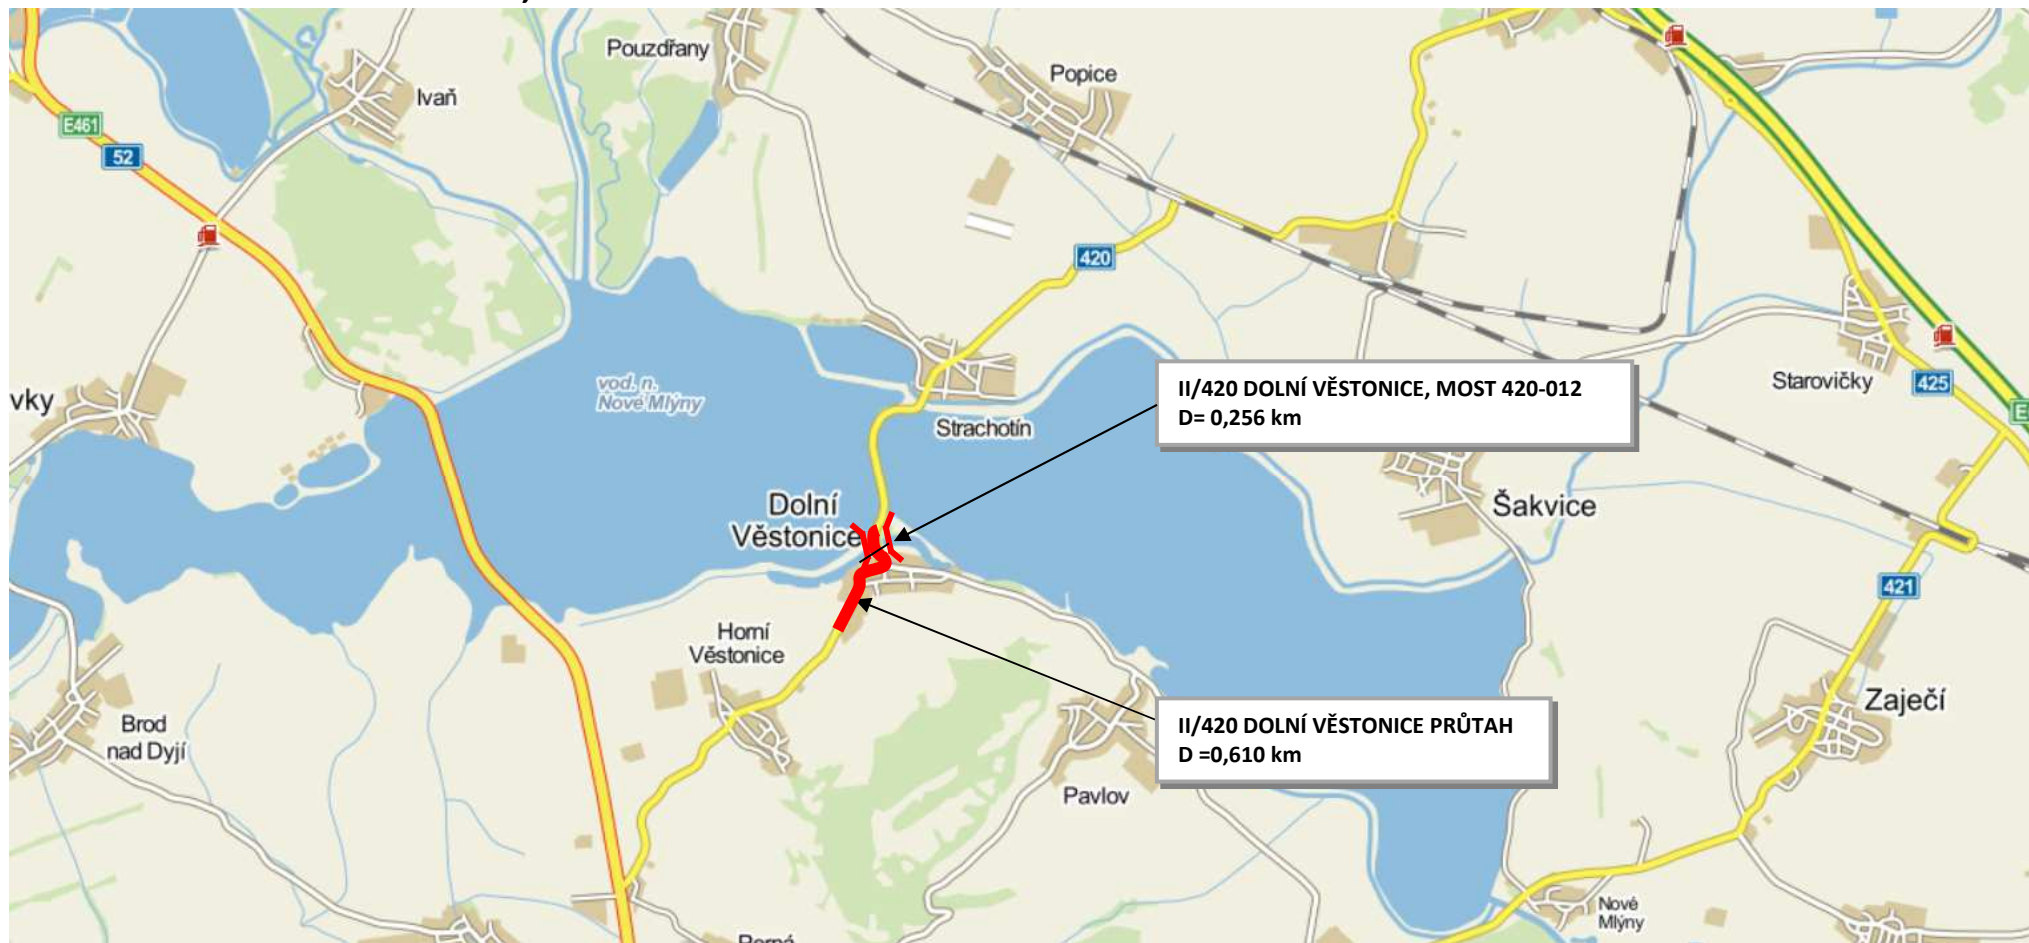 Pouzdřany
Popice
Ivaň
E461
52
420
vky
vod. n.
Nové Mlýny
Strachotín
II/420 DOLNÍ VĚSTONICE, MOST 420-012
D= 0,256 km
Starovičky
425
E
Dolní
Věstonice
Šakvice
421
Horní
Věstonice
Zaječí
Brod
nad Dyjí
II/420 DOLNÍ VĚSTONICE PRŮTAH
D =0,610 km
Pavlov
Nové
Mlýny